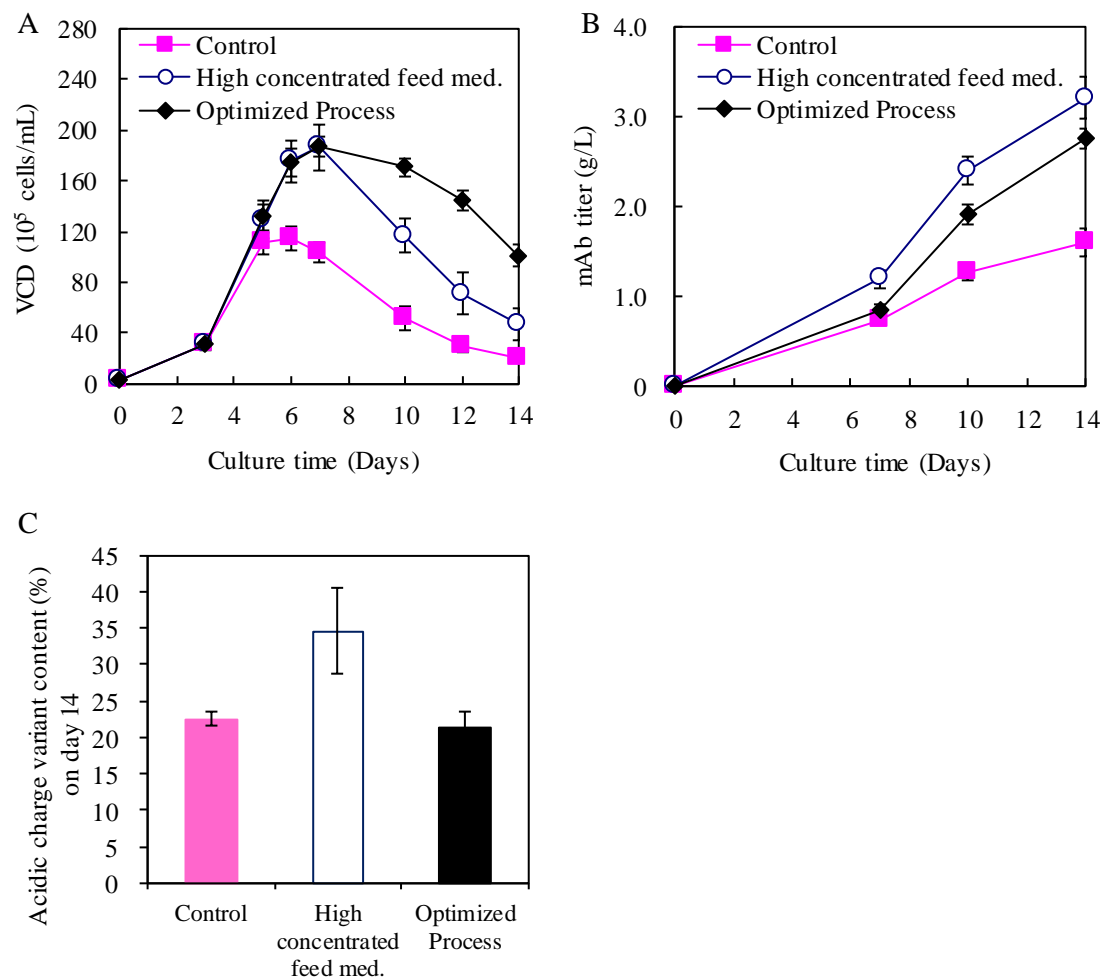 A
280
240
200
160
120
80
40
0
Control
High concentrated feed med.
Optimized Process
VCD (10⁵ cells/mL)
0 2 4 6 8 10 12 14
Culture time (Days)
B
4.0
3.0
2.0
1.0
0
Control
High concentrated feed med.
Optimized Process
mAb titer (g/L)
0 2 4 6 8 10 12 14
Culture time (Days)
C
Acidic charge variant content (%)
on day 14
45
40
35
30
25
20
15
10
5
0
Control
High
concentrated
feed med.
Optimized
Process